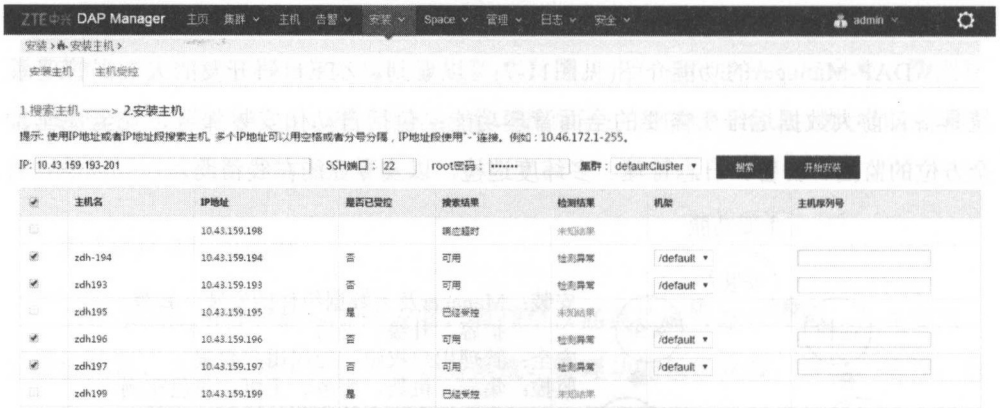 ZTE中兴 DAP Manager 主页 集群 主机 告警 安装 Space 管理 日志 安全 admin
安装 > 安装主机 >
安装主机 主机受控
1.搜索主机 ------> 2.安装主机
提示: 使用IP地址或者IP地址段搜索主机, 多个IP地址可以用空格或者分号分隔, IP地址段使用"-"连接。例如: 10.46.172.1-255。
IP: 10.43.159.193-201 SSH端口: 22 root密码: ········ 集群: defaultCluster 搜索 开始安装
主机名 IP地址 是否已受控 搜索结果 检测结果 机架 主机序列号
10.43.159.198 响应超时 未知结果
zdh-194 10.43.159.194 否 可用 检测异常 /default
zdh193 10.43.159.193 否 可用 检测异常 /default
zdh195 10.43.159.195 是 已经受控 未知结果
zdh196 10.43.159.196 否 可用 检测异常 /default
zdh197 10.43.159.197 否 可用 检测异常 /default
zdh199 10.43.159.199 是 已经受控 未知结果